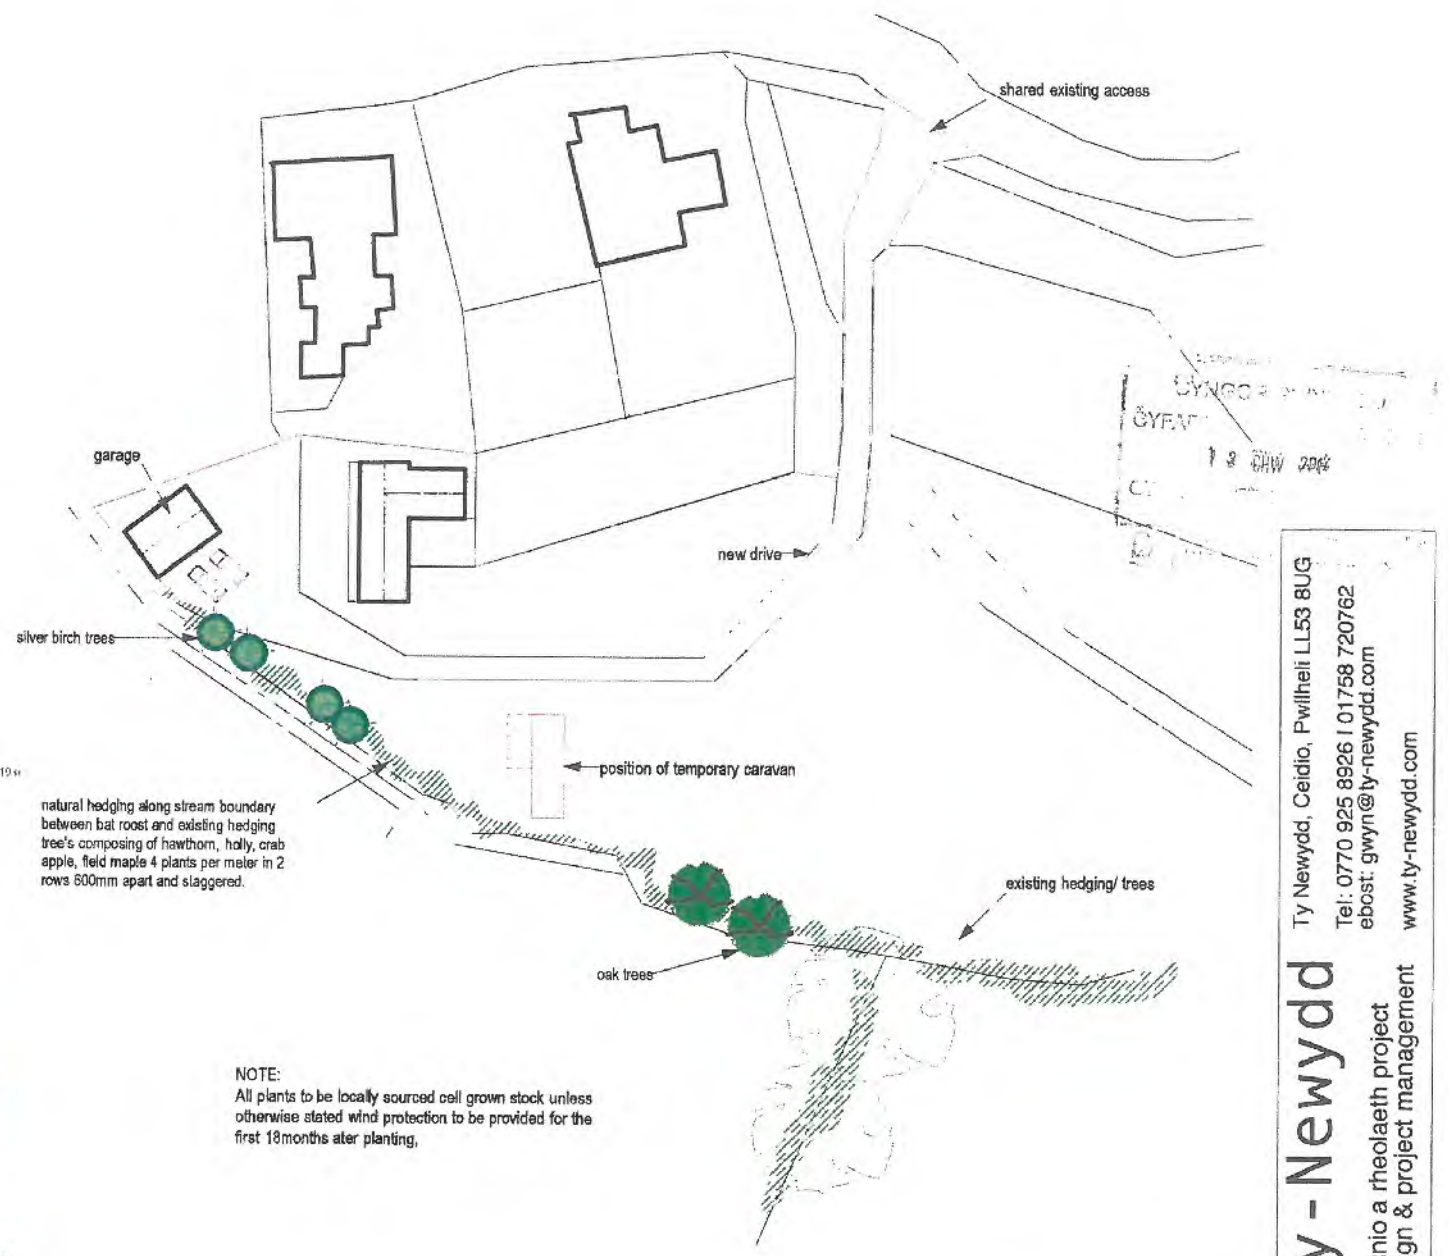 shared existing access
garage
new drive
silver birch trees
position of temporary caravan
natural hedging along stream boundary
between bat roost and existing hedging
tree's composing of hawthorn, holly, crab
apple, field maple 4 plants per meter in 2
rows 600mm apart and staggered.
existing hedging/ trees
oak trees
NOTE:
All plants to be locally sourced cell grown stock unless
otherwise stated wind protection to be provided for the
first 18months ater planting,
Ty Newydd, Ceidio, Pwllheli LL53 8UG
Tel: 0770 925 8926 I 01758 720762
ebost: gwyn@ty-newydd.com
www.ty-newydd.com
y - Newydd
nio a rheolaeth project
gn & project management